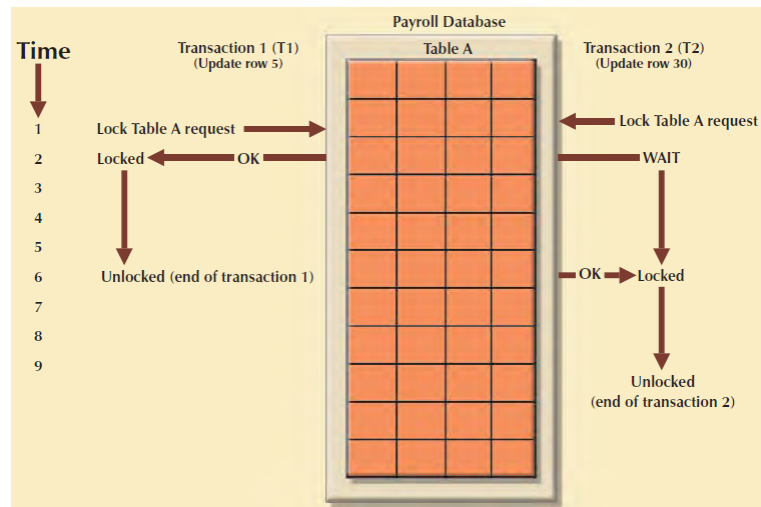 Payroll Database
Time
Transaction 1 (T1)
(Update row 5)
Table A
Transaction 2 (T2)
(Update row 30)
1
Lock Table A request
Lock Table A request
2
Locked
OK
WAIT
3
4
5
6
Unlocked (end of transaction 1)
OK
Locked
7
8
9
Unlocked
(end of transaction 2)